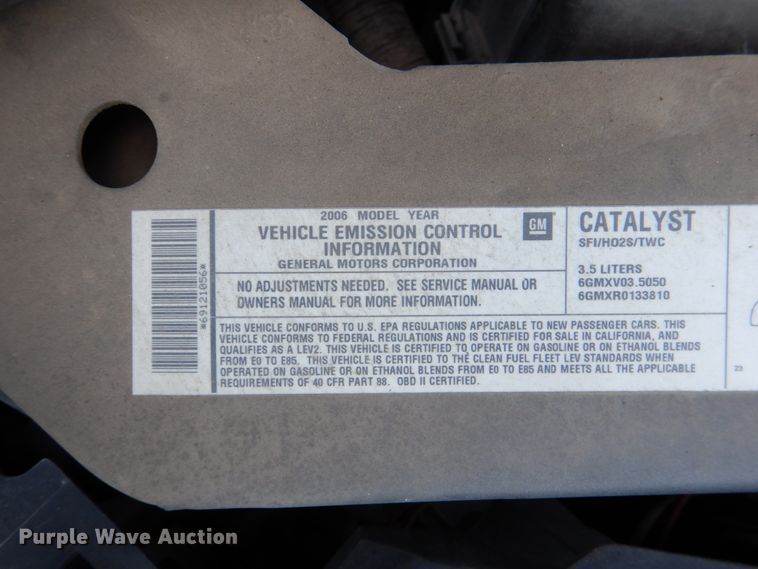 2006 MODEL YEAR
VEHICLE EMISSION CONTROL
INFORMATION
GENERAL MOTORS CORPORATION
GM
NO ADJUSTMENTS NEEDED. SEE SERVICE MANUAL OR
OWNERS MANUAL FOR MORE INFORMATION.
CATALYST
SFI/HO2S/TWC
3.5 LITERS
6GMXV03.5050
6GMXR0133810
THIS VEHICLE CONFORMS TO U.S. EPA REGULATIONS APPLICABLE TO NEW PASSENGER CARS. THIS
VEHICLE CONFORMS TO FEDERAL REGULATIONS AND IS CERTIFIED FOR SALE IN CALIFORNIA, AND
QUALIFIES AS A LEV2. THIS VEHICLE IS CERTIFIED TO OPERATE ON GASOLINE OR ON ETHANOL BLENDS
FROM E0 TO E85. THIS VEHICLE IS CERTIFIED TO THE CLEAN FUEL FLEET LEV STANDARDS WHEN
OPERATED ON GASOLINE OR ON ETHANOL BLENDS FROM E0 TO E85 AND MEETS ALL THE APPLICABLE
REQUIREMENTS OF 40 CFR PART 88. OBD II CERTIFIED.
*69121056*
23
Purple Wave Auction